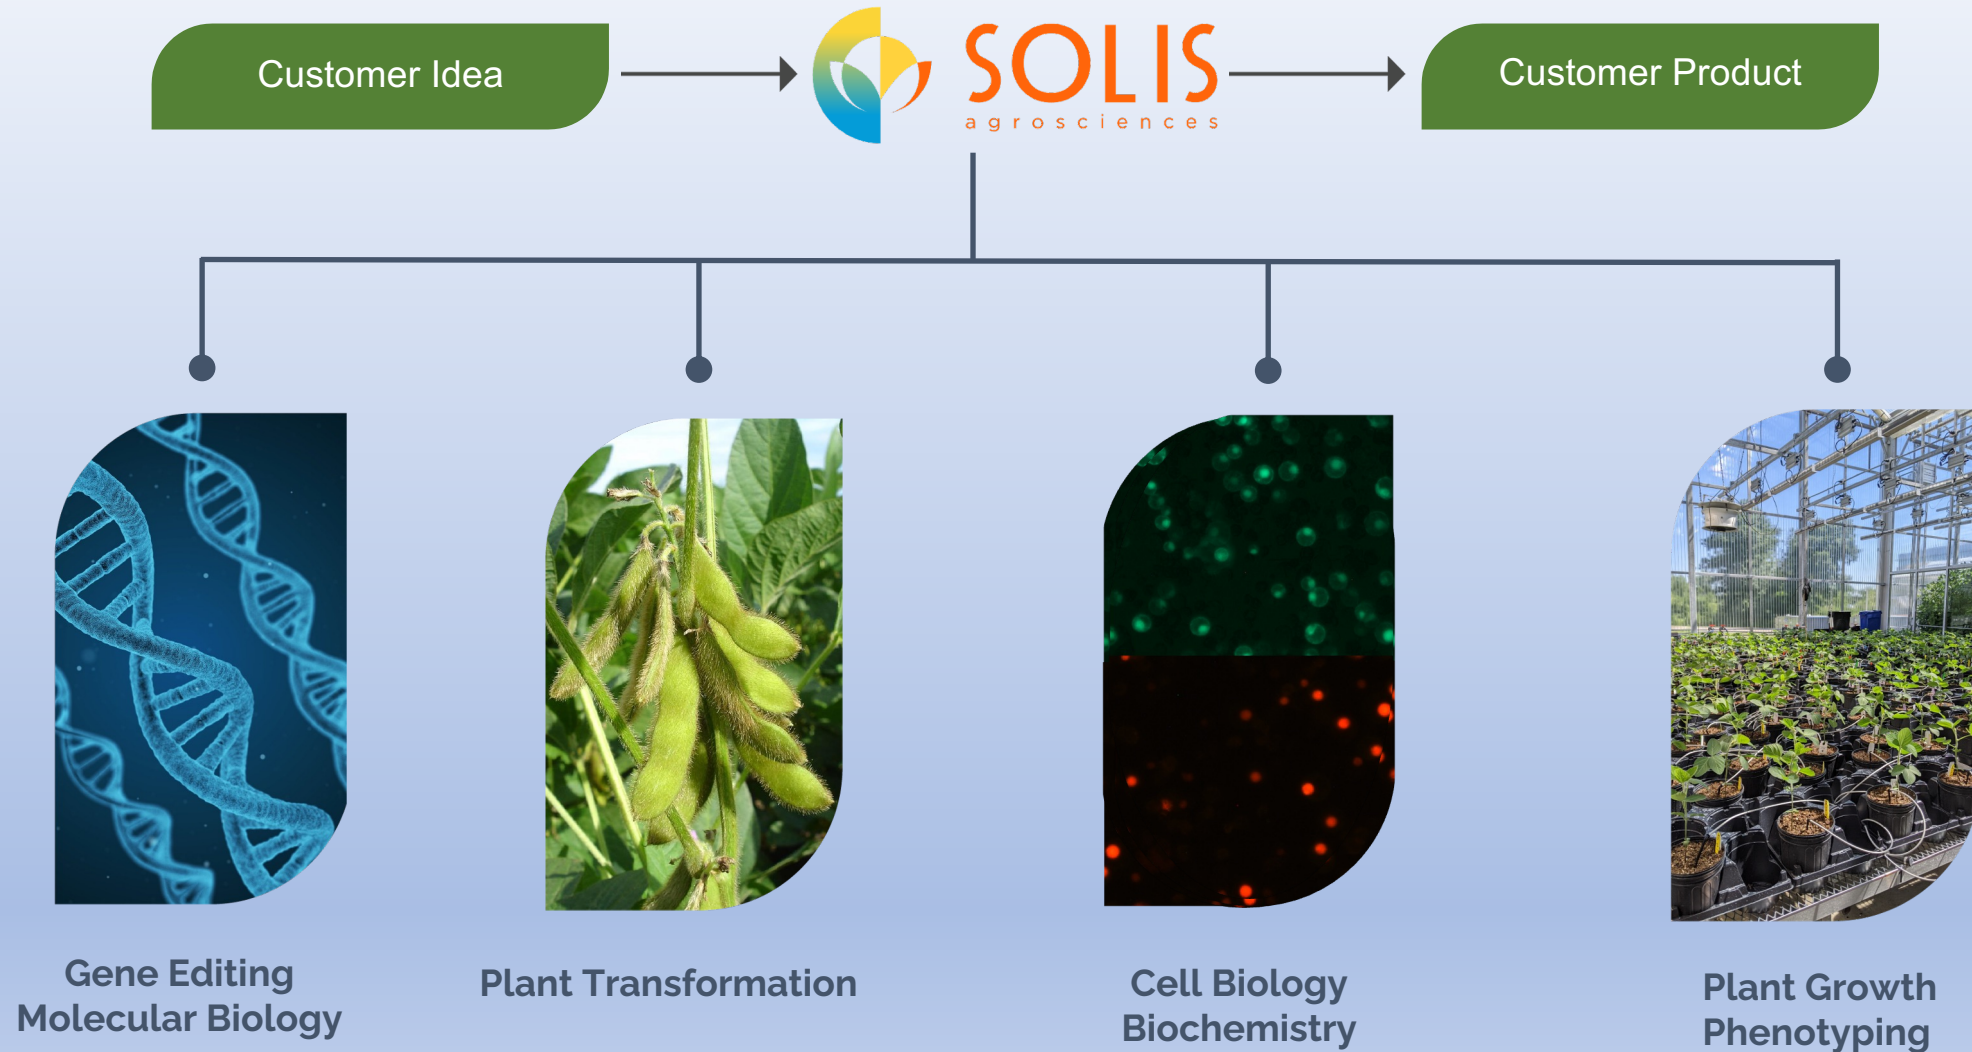 Customer Idea
SOLIS
agrosciences
Customer Product
Gene Editing
Molecular Biology
Plant Transformation
Cell Biology
Biochemistry
Plant Growth
Phenotyping